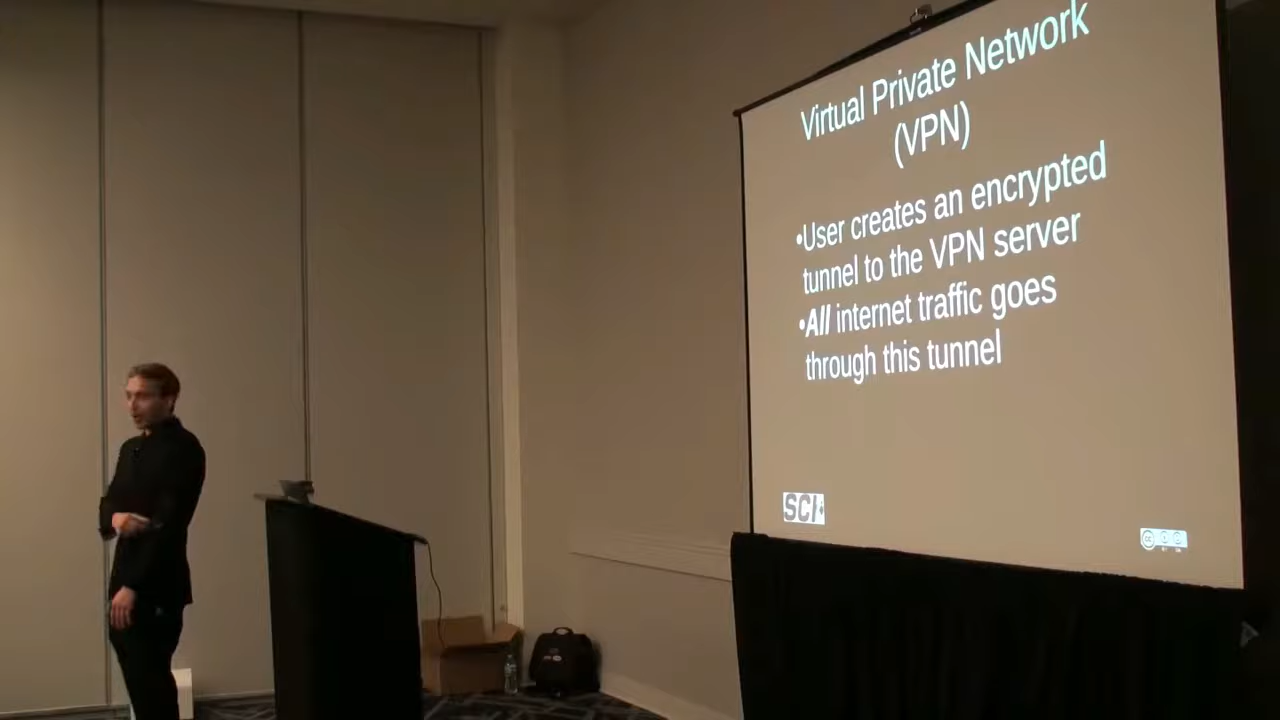 Virtual Private Network
(VPN)
•User creates an encrypted
tunnel to the VPN server
•All internet traffic goes
through this tunnel
SCI
cc